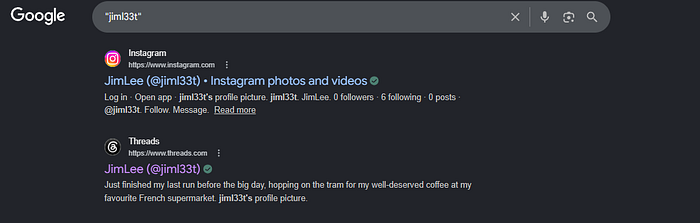 Google
"jiml33t"
Instagram
https://www.instagram.com
JimLee (@jiml33t) • Instagram photos and videos
Log in · Open app · jiml33t's profile picture. jiml33t. JimLee. 0 followers · 6 following · 0 posts ·
@jiml33t. Follow. Message. Read more
Threads
https://www.threads.com
JimLee (@jiml33t)
Just finished my last run before the big day, hopping on the tram for my well-deserved coffee at my
favourite French supermarket. jiml33t's profile picture.